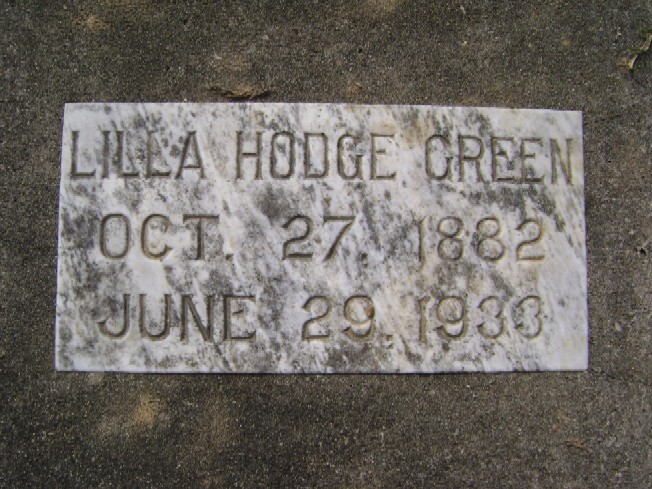 LILLA HODGE GREEN
OCT. 27, 1882
JUNE 29, 1933